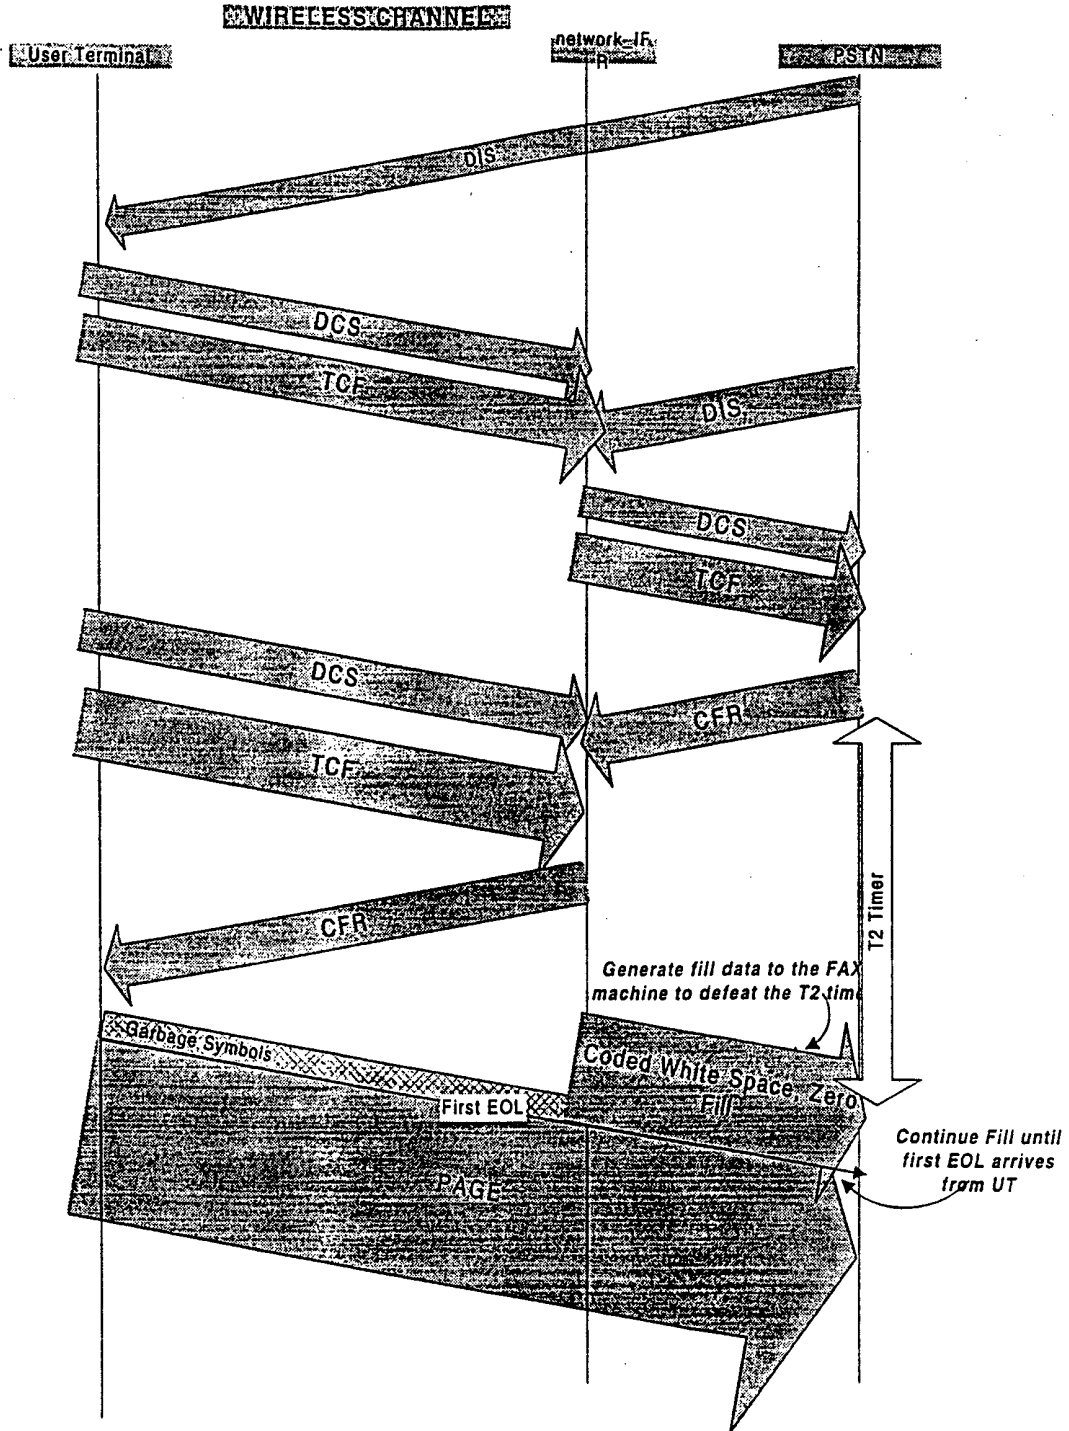 WIRELESS CHANNEL
User Terminal
network_IF
R
PSTN
DIS
DCS
TCF
DIS
DCS
TCF
DCS
CFR
TCF
CFR
T2 Timer
Generate fill data to the FAX
machine to defeat the T2 time
Garbage Symbols
Coded White Space, Zero
Fill
First EOL
Continue Fill until
first EOL arrives
from UT
PAGE